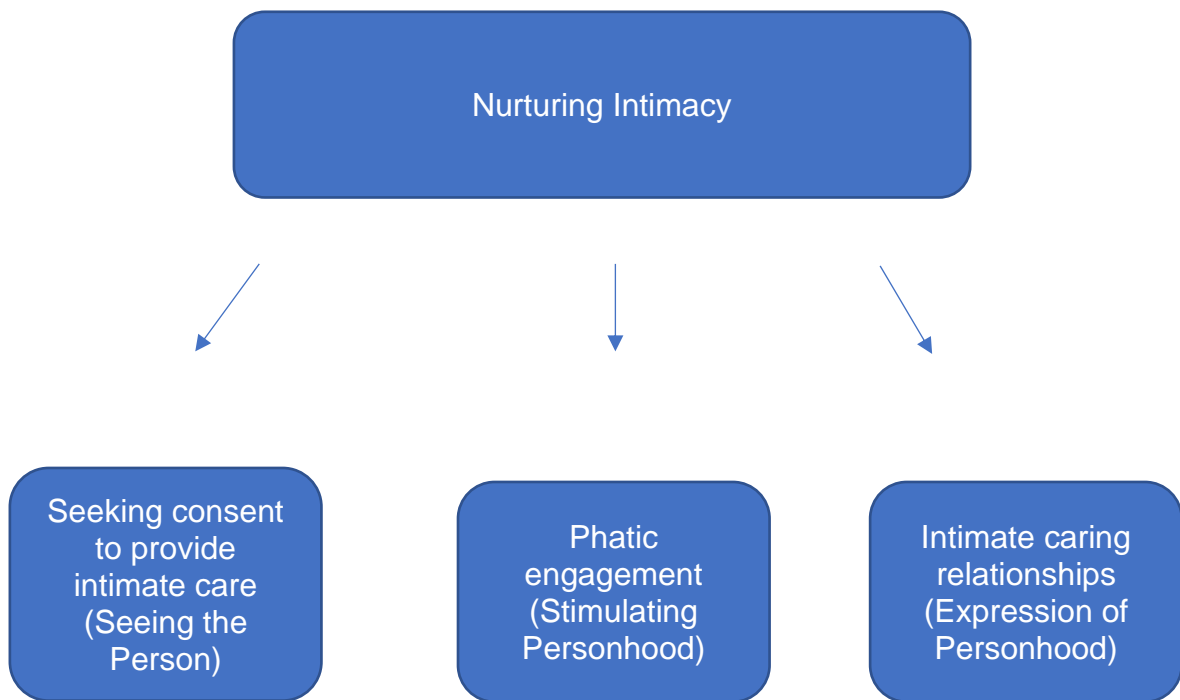 Nurturing Intimacy
Seeking consent
to provide
intimate care
(Seeing the
Person)
Phatic
engagement
(Stimulating
Personhood)
Intimate caring
relationships
(Expression of
Personhood)